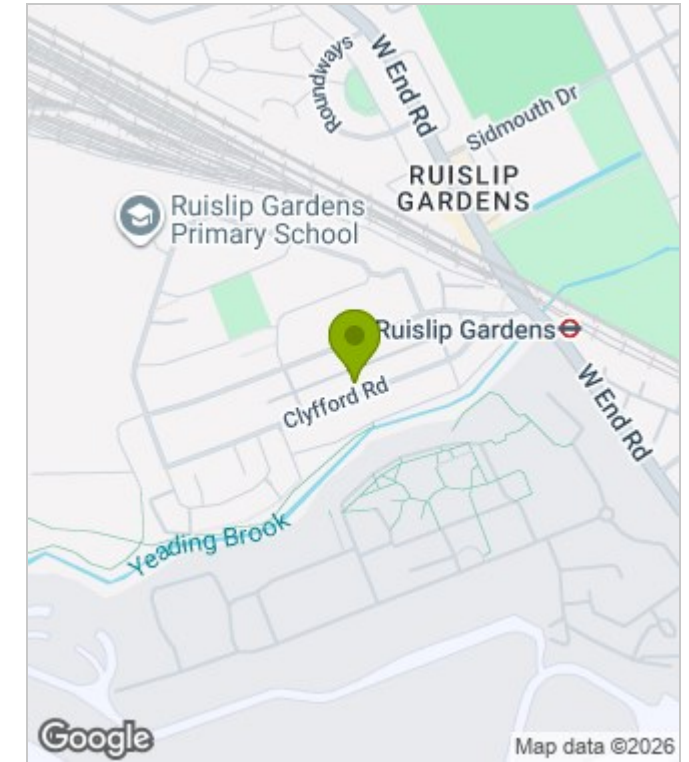 Roundways
W End Rd
Sidmouth Dr
RUISLIP
GARDENS
Ruislip Gardens
Primary School
Ruislip Gardens
Clyfford Rd
W End Rd
Yeading Brook
Google
Map data ©2026